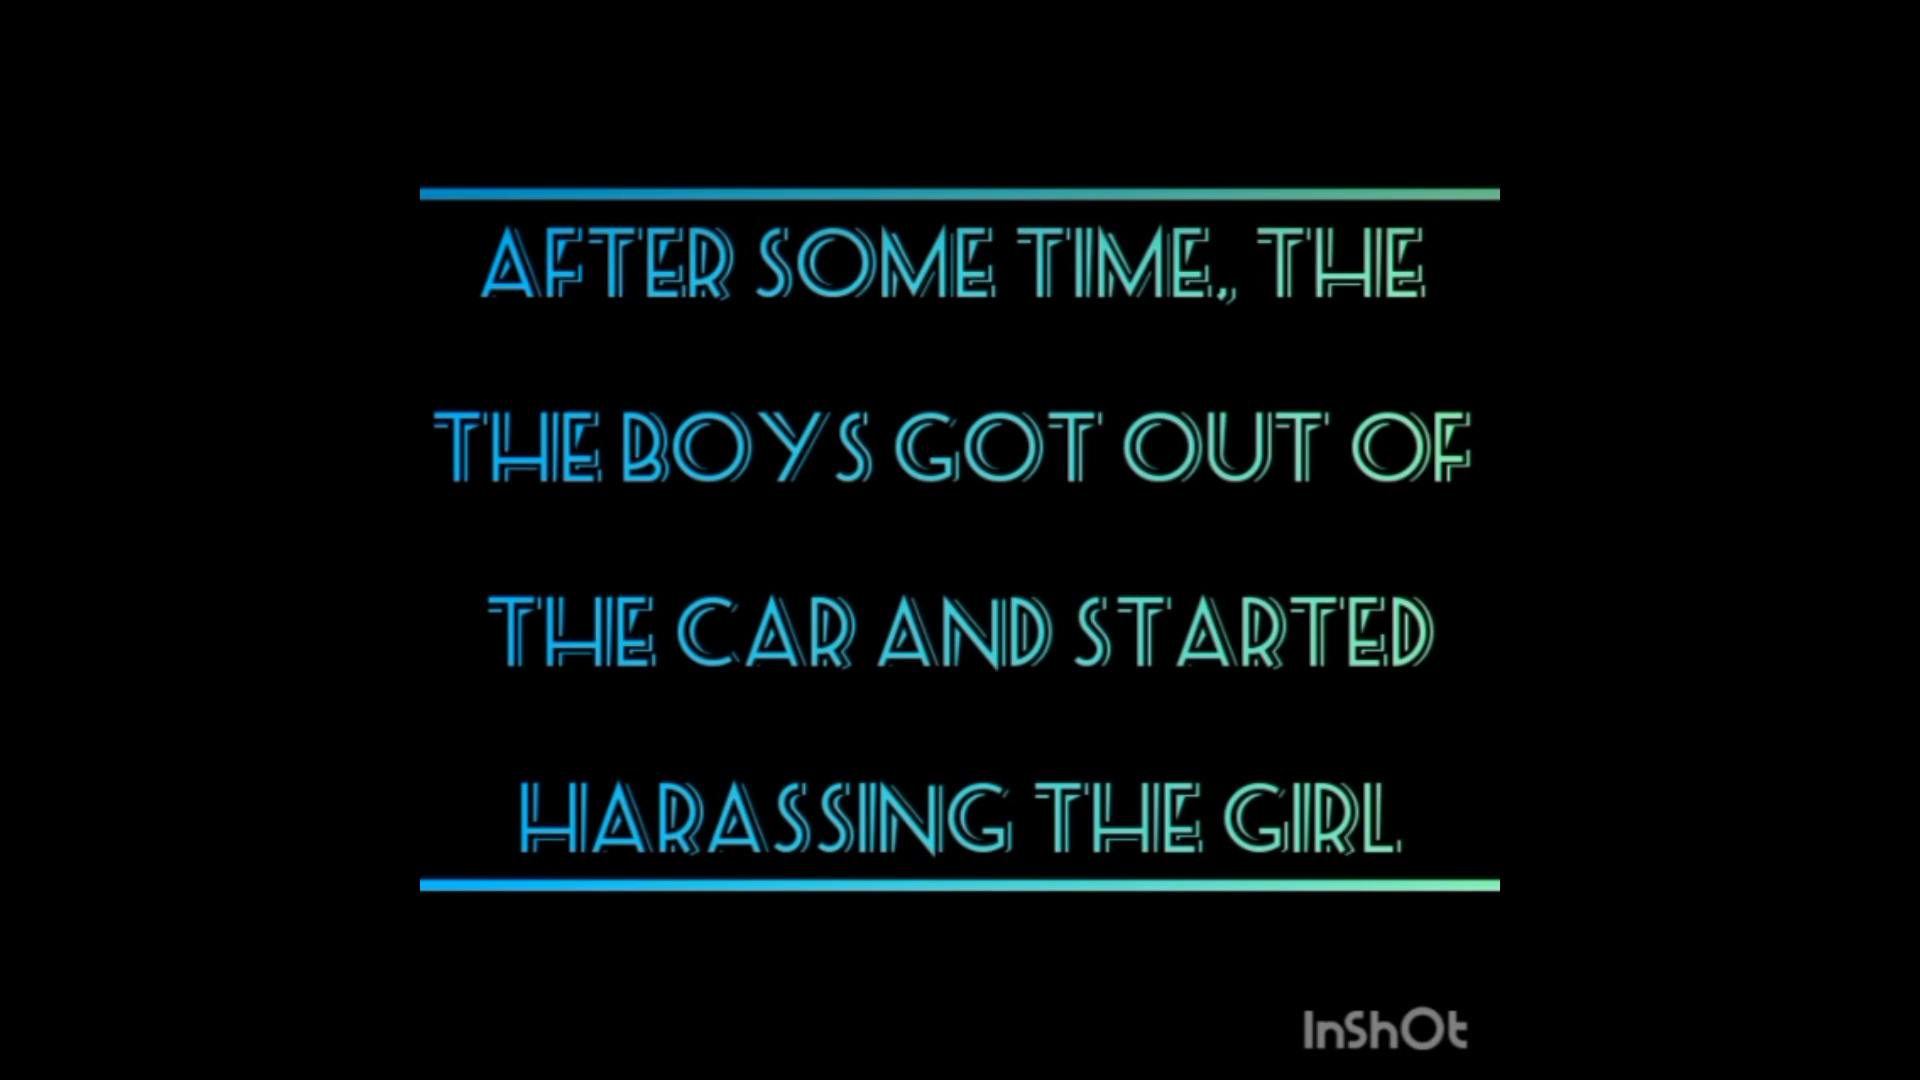 AFTER SOME TIME,, THE
THE BOYS GOT OUT OF
THE CAR AND STARTED
HARASSING THE GIRL
InShOt